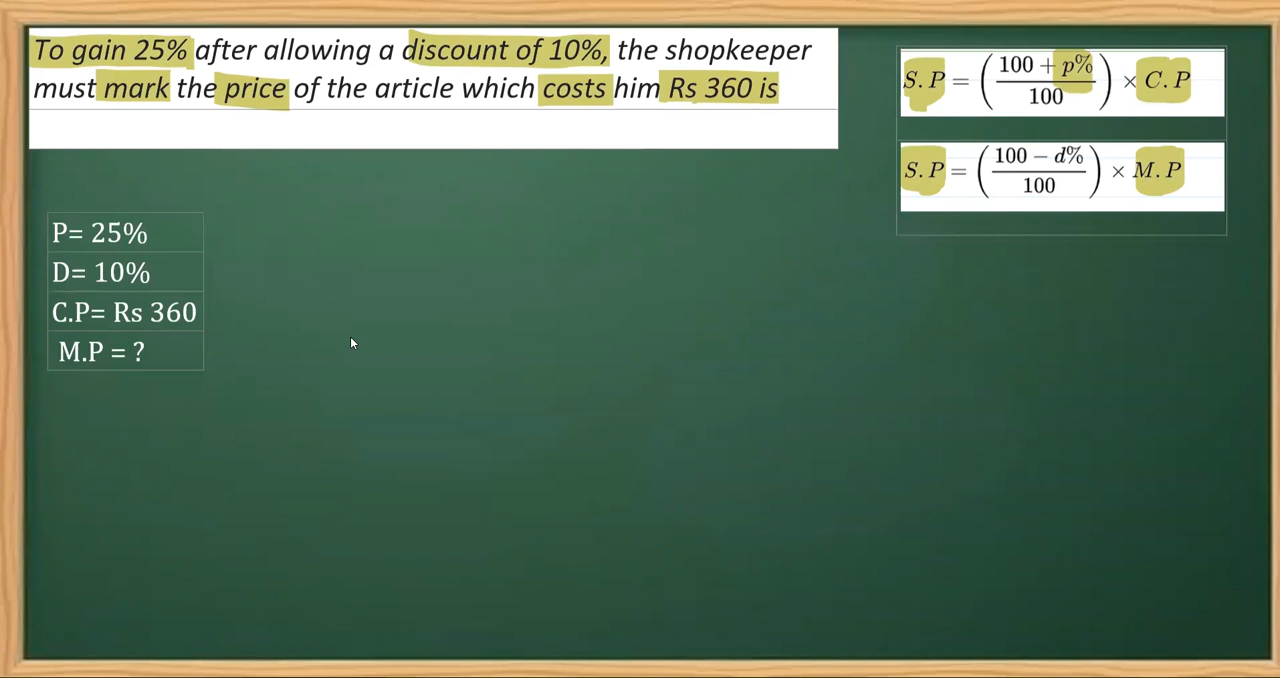 To gain 25% after allowing a discount of 10%, the shopkeeper
must mark the price of the article which costs him Rs 360 is
S.P = ((100 + p%)/100) × C.P
S.P = ((100 − d%)/100) × M.P
P= 25%
D= 10%
C.P= Rs 360
M.P = ?